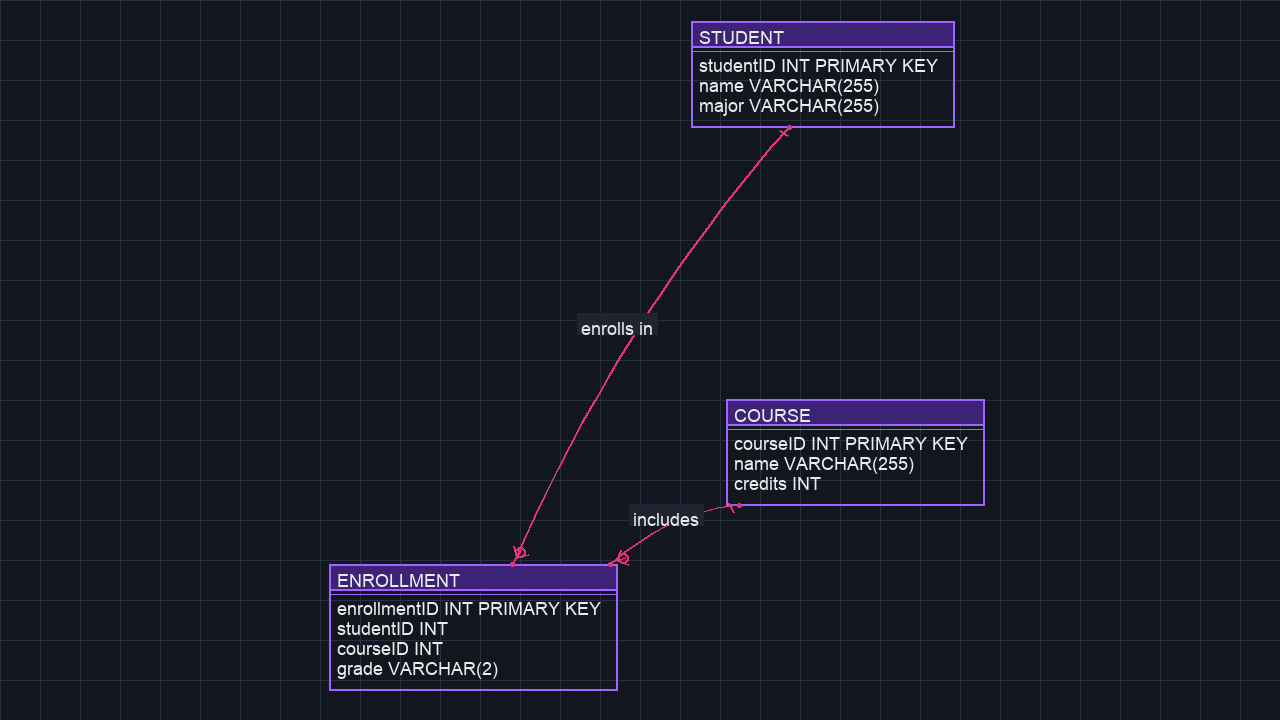 STUDENT
studentID INT PRIMARY KEY
name VARCHAR(255)
major VARCHAR(255)
enrolls in
COURSE
courseID INT PRIMARY KEY
name VARCHAR(255)
credits INT
includes
ENROLLMENT
enrollmentID INT PRIMARY KEY
studentID INT
courseID INT
grade VARCHAR(2)